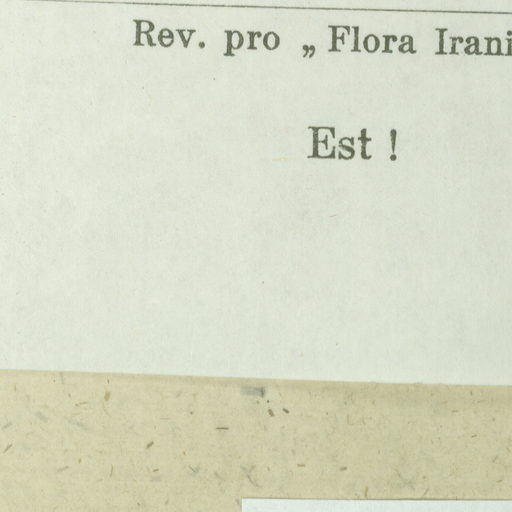 Rev. pro „ Flora Irani
Est !